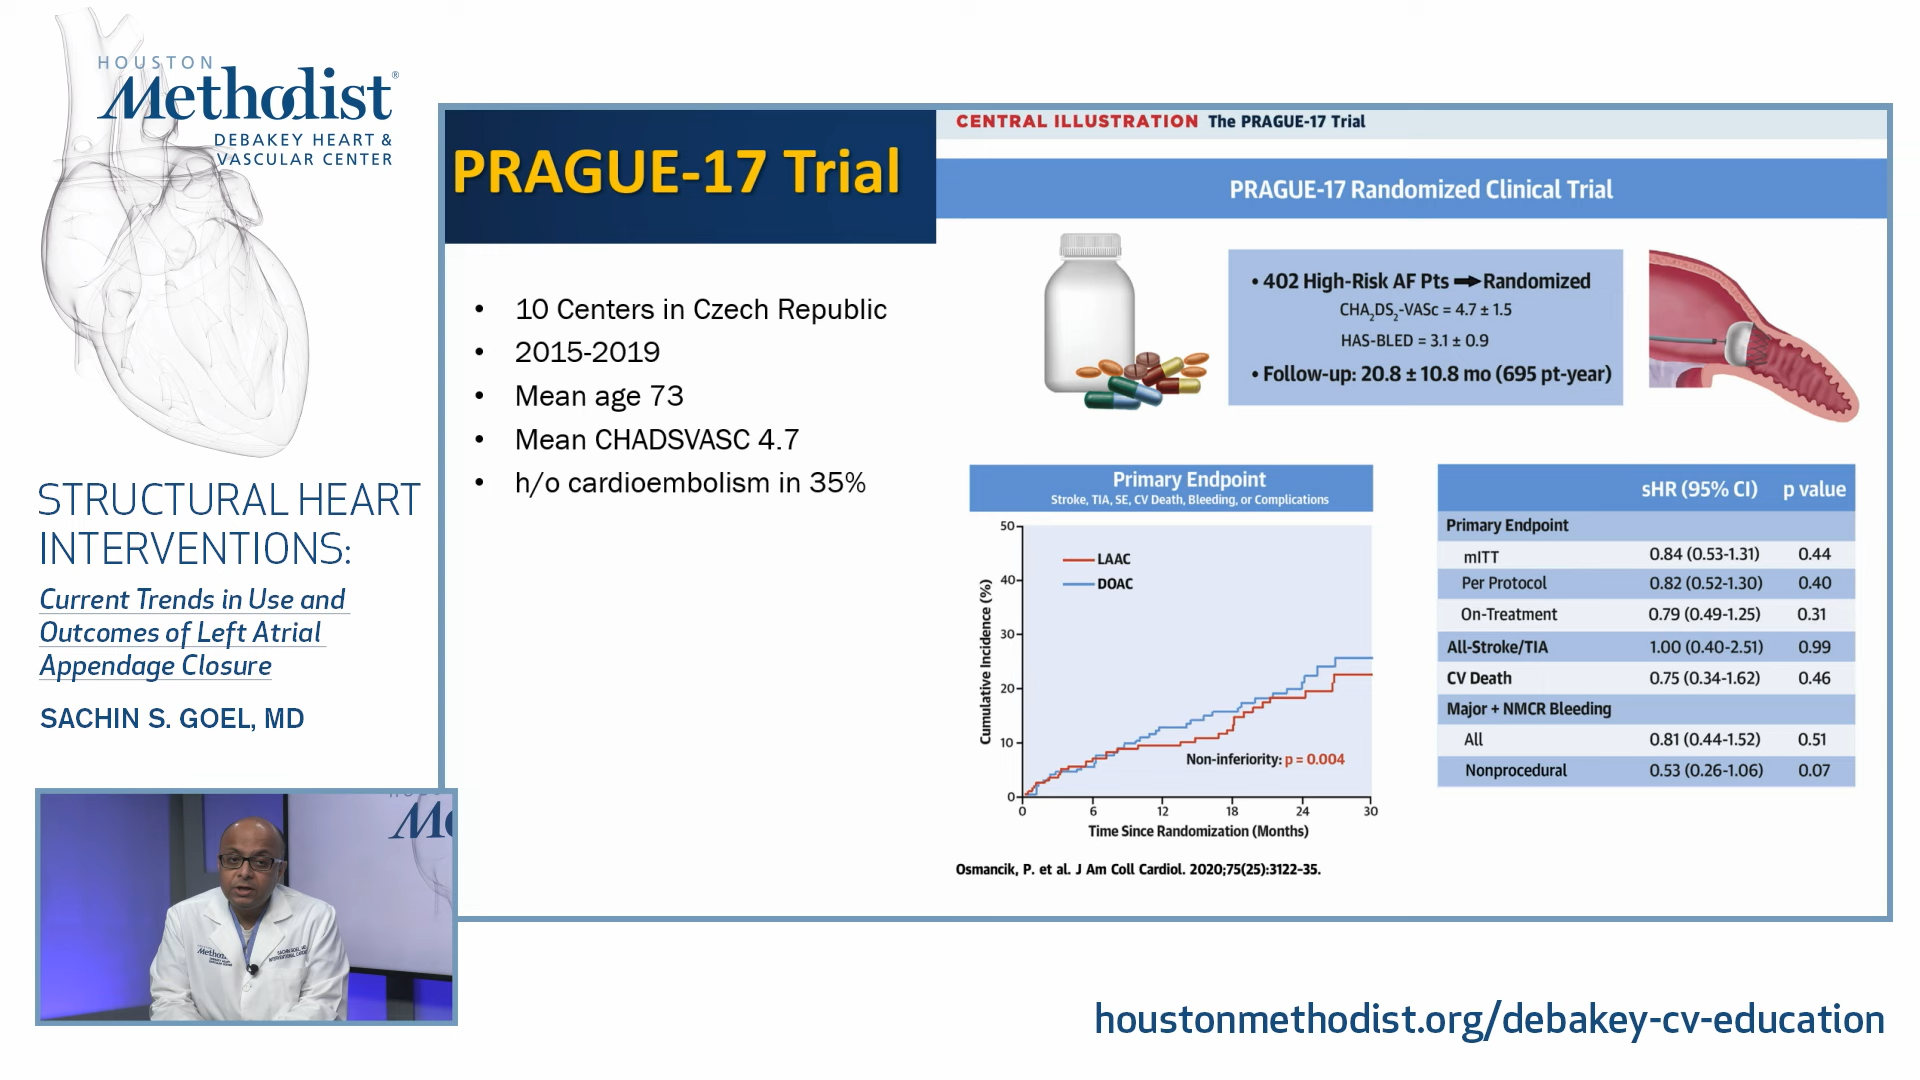 HOUSTON
Methodist®
DEBAKEY HEART &
VASCULAR CENTER
STRUCTURAL HEART
INTERVENTIONS:
Current Trends in Use and
Outcomes of Left Atrial
Appendage Closure
SACHIN S. GOEL, MD
PRAGUE-17 Trial
• 10 Centers in Czech Republic
• 2015-2019
• Mean age 73
• Mean CHADSVASC 4.7
• h/o cardioembolism in 35%
CENTRAL ILLUSTRATION The PRAGUE-17 Trial
PRAGUE-17 Randomized Clinical Trial
• 402 High-Risk AF Pts ➞ Randomized
CHA₂DS₂-VASc = 4.7 ± 1.5
HAS-BLED = 3.1 ± 0.9
• Follow-up: 20.8 ± 10.8 mo (695 pt-year)
Primary Endpoint
Stroke, TIA, SE, CV Death, Bleeding, or Complications
Cumulative Incidence (%)
50
40
30
20
10
0
LAAC
DOAC
Non-inferiority: p = 0.004
0 6 12 18 24 30
Time Since Randomization (Months)
sHR (95% CI) p value
Primary Endpoint
mITT 0.84 (0.53-1.31) 0.44
Per Protocol 0.82 (0.52-1.30) 0.40
On-Treatment 0.79 (0.49-1.25) 0.31
All-Stroke/TIA 1.00 (0.40-2.51) 0.99
CV Death 0.75 (0.34-1.62) 0.46
Major + NMCR Bleeding
All 0.81 (0.44-1.52) 0.51
Nonprocedural 0.53 (0.26-1.06) 0.07
Osmancik, P. et al. J Am Coll Cardiol. 2020;75(25):3122-35.
houstonmethodist.org/debakey-cv-education